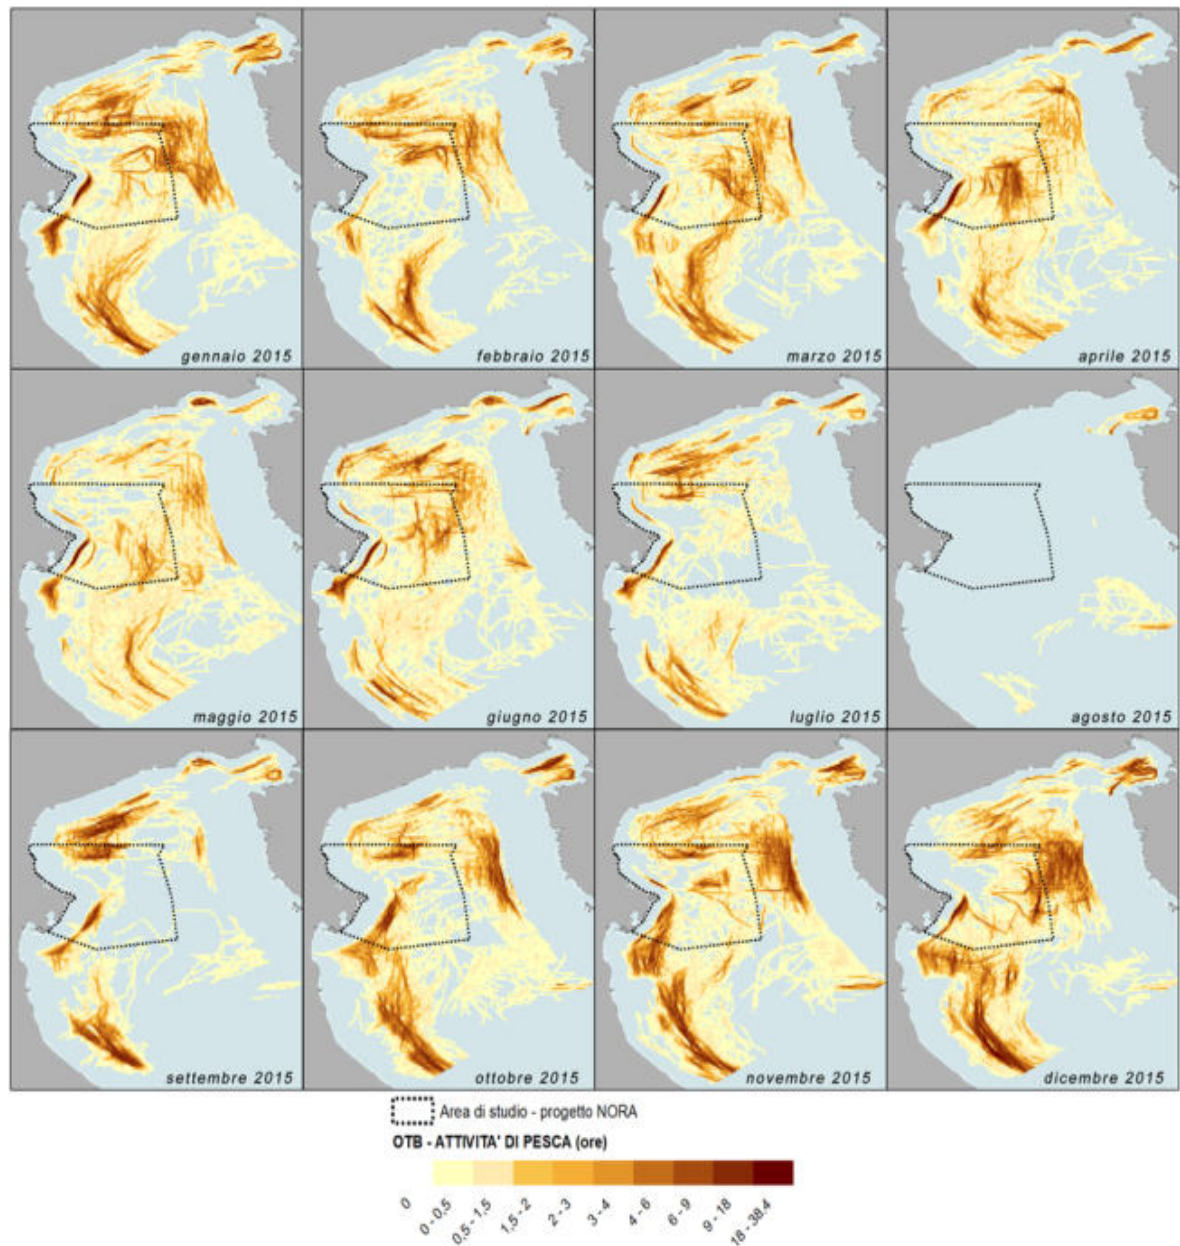 gennaio 2015
febbraio 2015
marzo 2015
aprile 2015
maggio 2015
giugno 2015
luglio 2015
agosto 2015
settembre 2015
ottobre 2015
novembre 2015
dicembre 2015
Area di studio - progetto NORA
OTB - ATTIVITA' DI PESCA (ore)
0
0 - 0,5
0,5 - 1,5
1,5 - 2
2 - 3
3 - 4
4 - 6
6 - 9
9 - 18
18 - 38.4